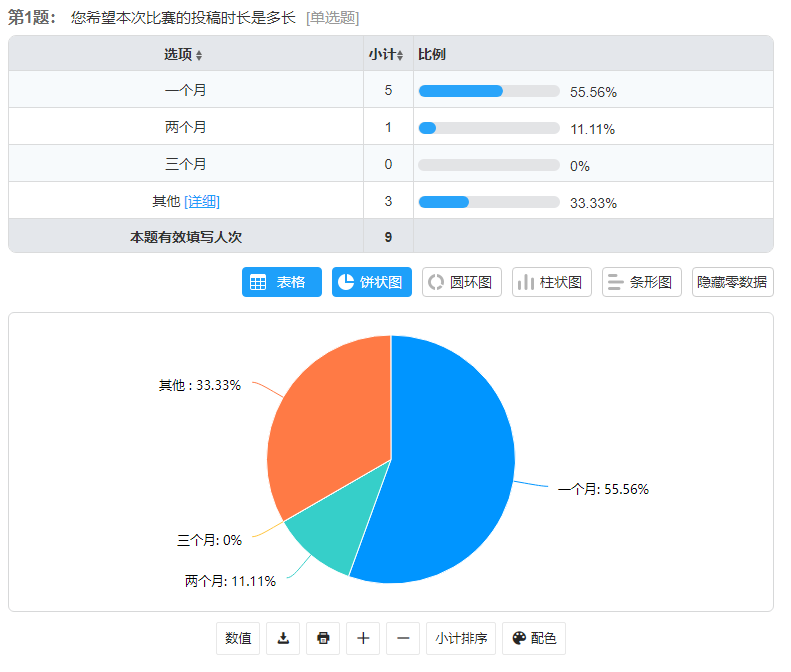 第1题： 您希望本次比赛的投稿时长是多长 [单选题]
选项 小计 比例
一个月 5 55.56%
两个月 1 11.11%
三个月 0 0%
其他 [详细] 3 33.33%
本题有效填写人次 9
表格 饼状图 圆环图 柱状图 条形图 隐藏零数据
其他 : 33.33%
一个月: 55.56%
三个月: 0%
两个月: 11.11%
数值 小计排序 配色